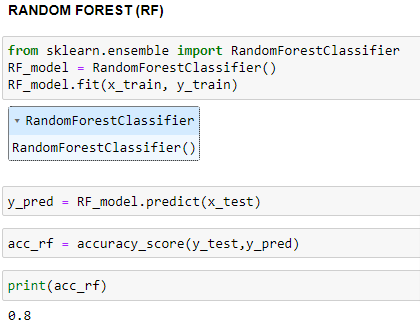 RANDOM FOREST (RF)
from sklearn.ensemble import RandomForestClassifier
RF_model = RandomForestClassifier()
RF_model.fit(x_train, y_train)
RandomForestClassifier
RandomForestClassifier()
y_pred = RF_model.predict(x_test)
acc_rf = accuracy_score(y_test,y_pred)
print(acc_rf)
0.8